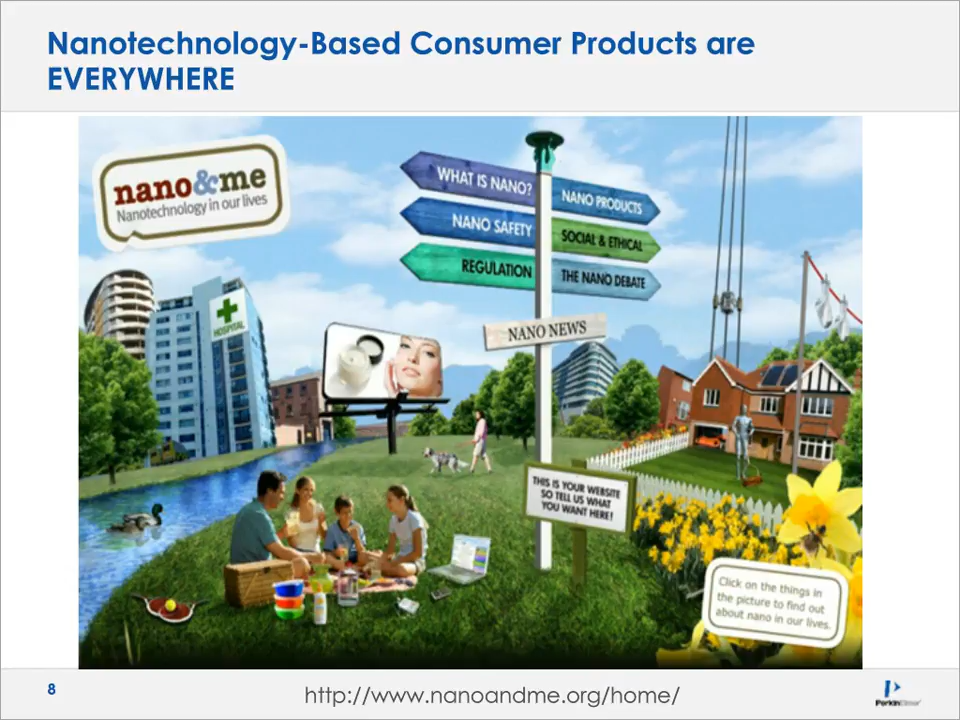 Nanotechnology-Based Consumer Products are
EVERYWHERE
nano&me
Nanotechnology in our lives
WHAT IS NANO?
NANO PRODUCTS
NANO SAFETY
SOCIAL & ETHICAL
REGULATION
THE NANO DEBATE
NANO NEWS
HOSPITAL
THIS IS YOUR WEBSITE
SO TELL US WHAT
YOU WANT HERE!
Click on the things in
the picture to find out
about nano in our lives.
8
http://www.nanoandme.org/home/
PerkinElmer